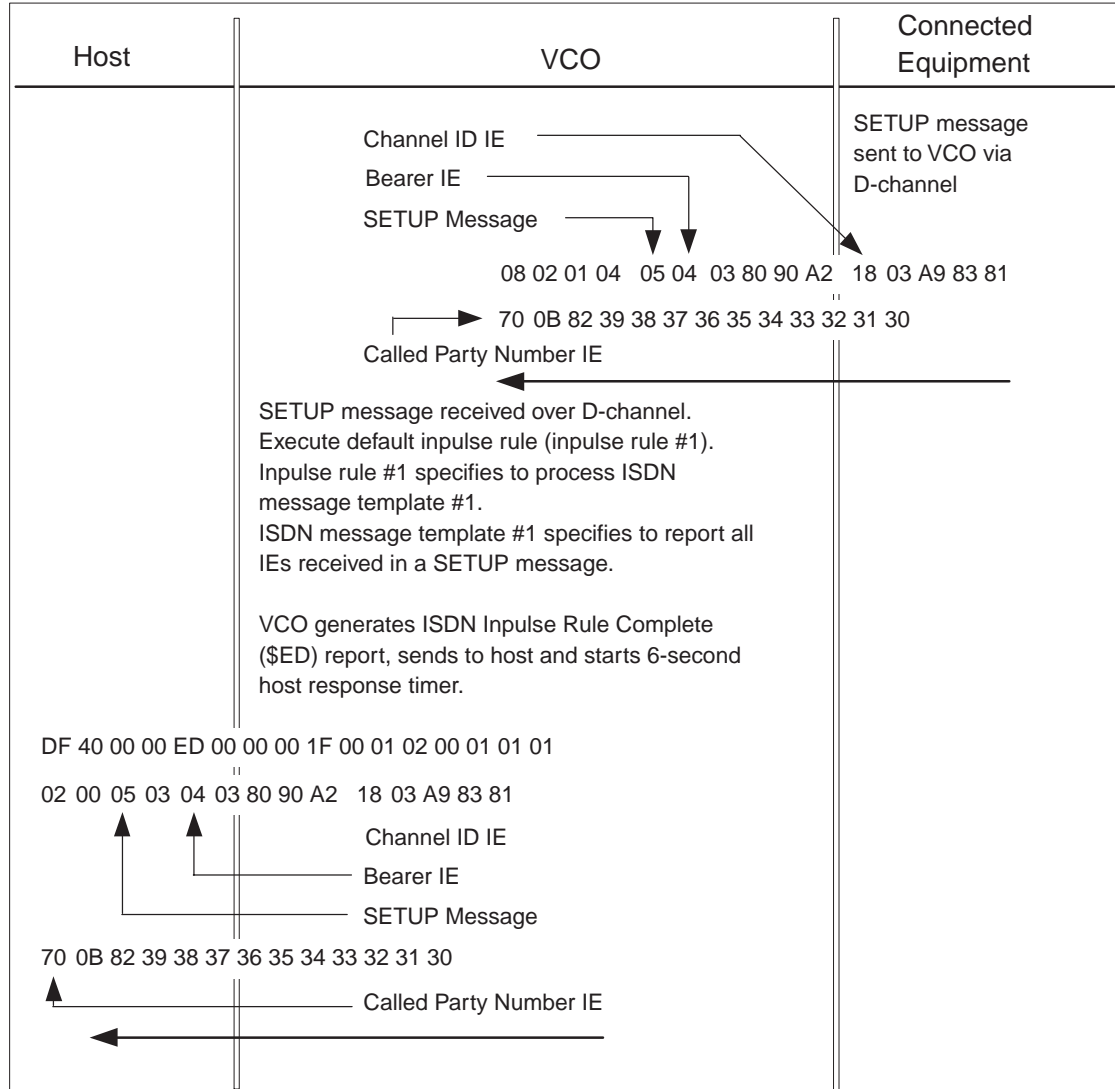 Host
VCO
Connected
Equipment
SETUP message
sent to VCO via
D-channel
Channel ID IE
Bearer IE
SETUP Message
08 02 01 04 05 04 03 80 90 A2 18 03 A9 83 81
70 0B 82 39 38 37 36 35 34 33 32 31 30
Called Party Number IE
SETUP message received over D-channel.
Execute default inpulse rule (inpulse rule #1).
Inpulse rule #1 specifies to process ISDN
message template #1.
ISDN message template #1 specifies to report all
IEs received in a SETUP message.
VCO generates ISDN Inpulse Rule Complete
($ED) report, sends to host and starts 6-second
host response timer.
DF 40 00 00 ED 00 00 00 1F 00 01 02 00 01 01 01
02 00 05 03 04 03 80 90 A2 18 03 A9 83 81
Channel ID IE
Bearer IE
SETUP Message
70 0B 82 39 38 37 36 35 34 33 32 31 30
Called Party Number IE